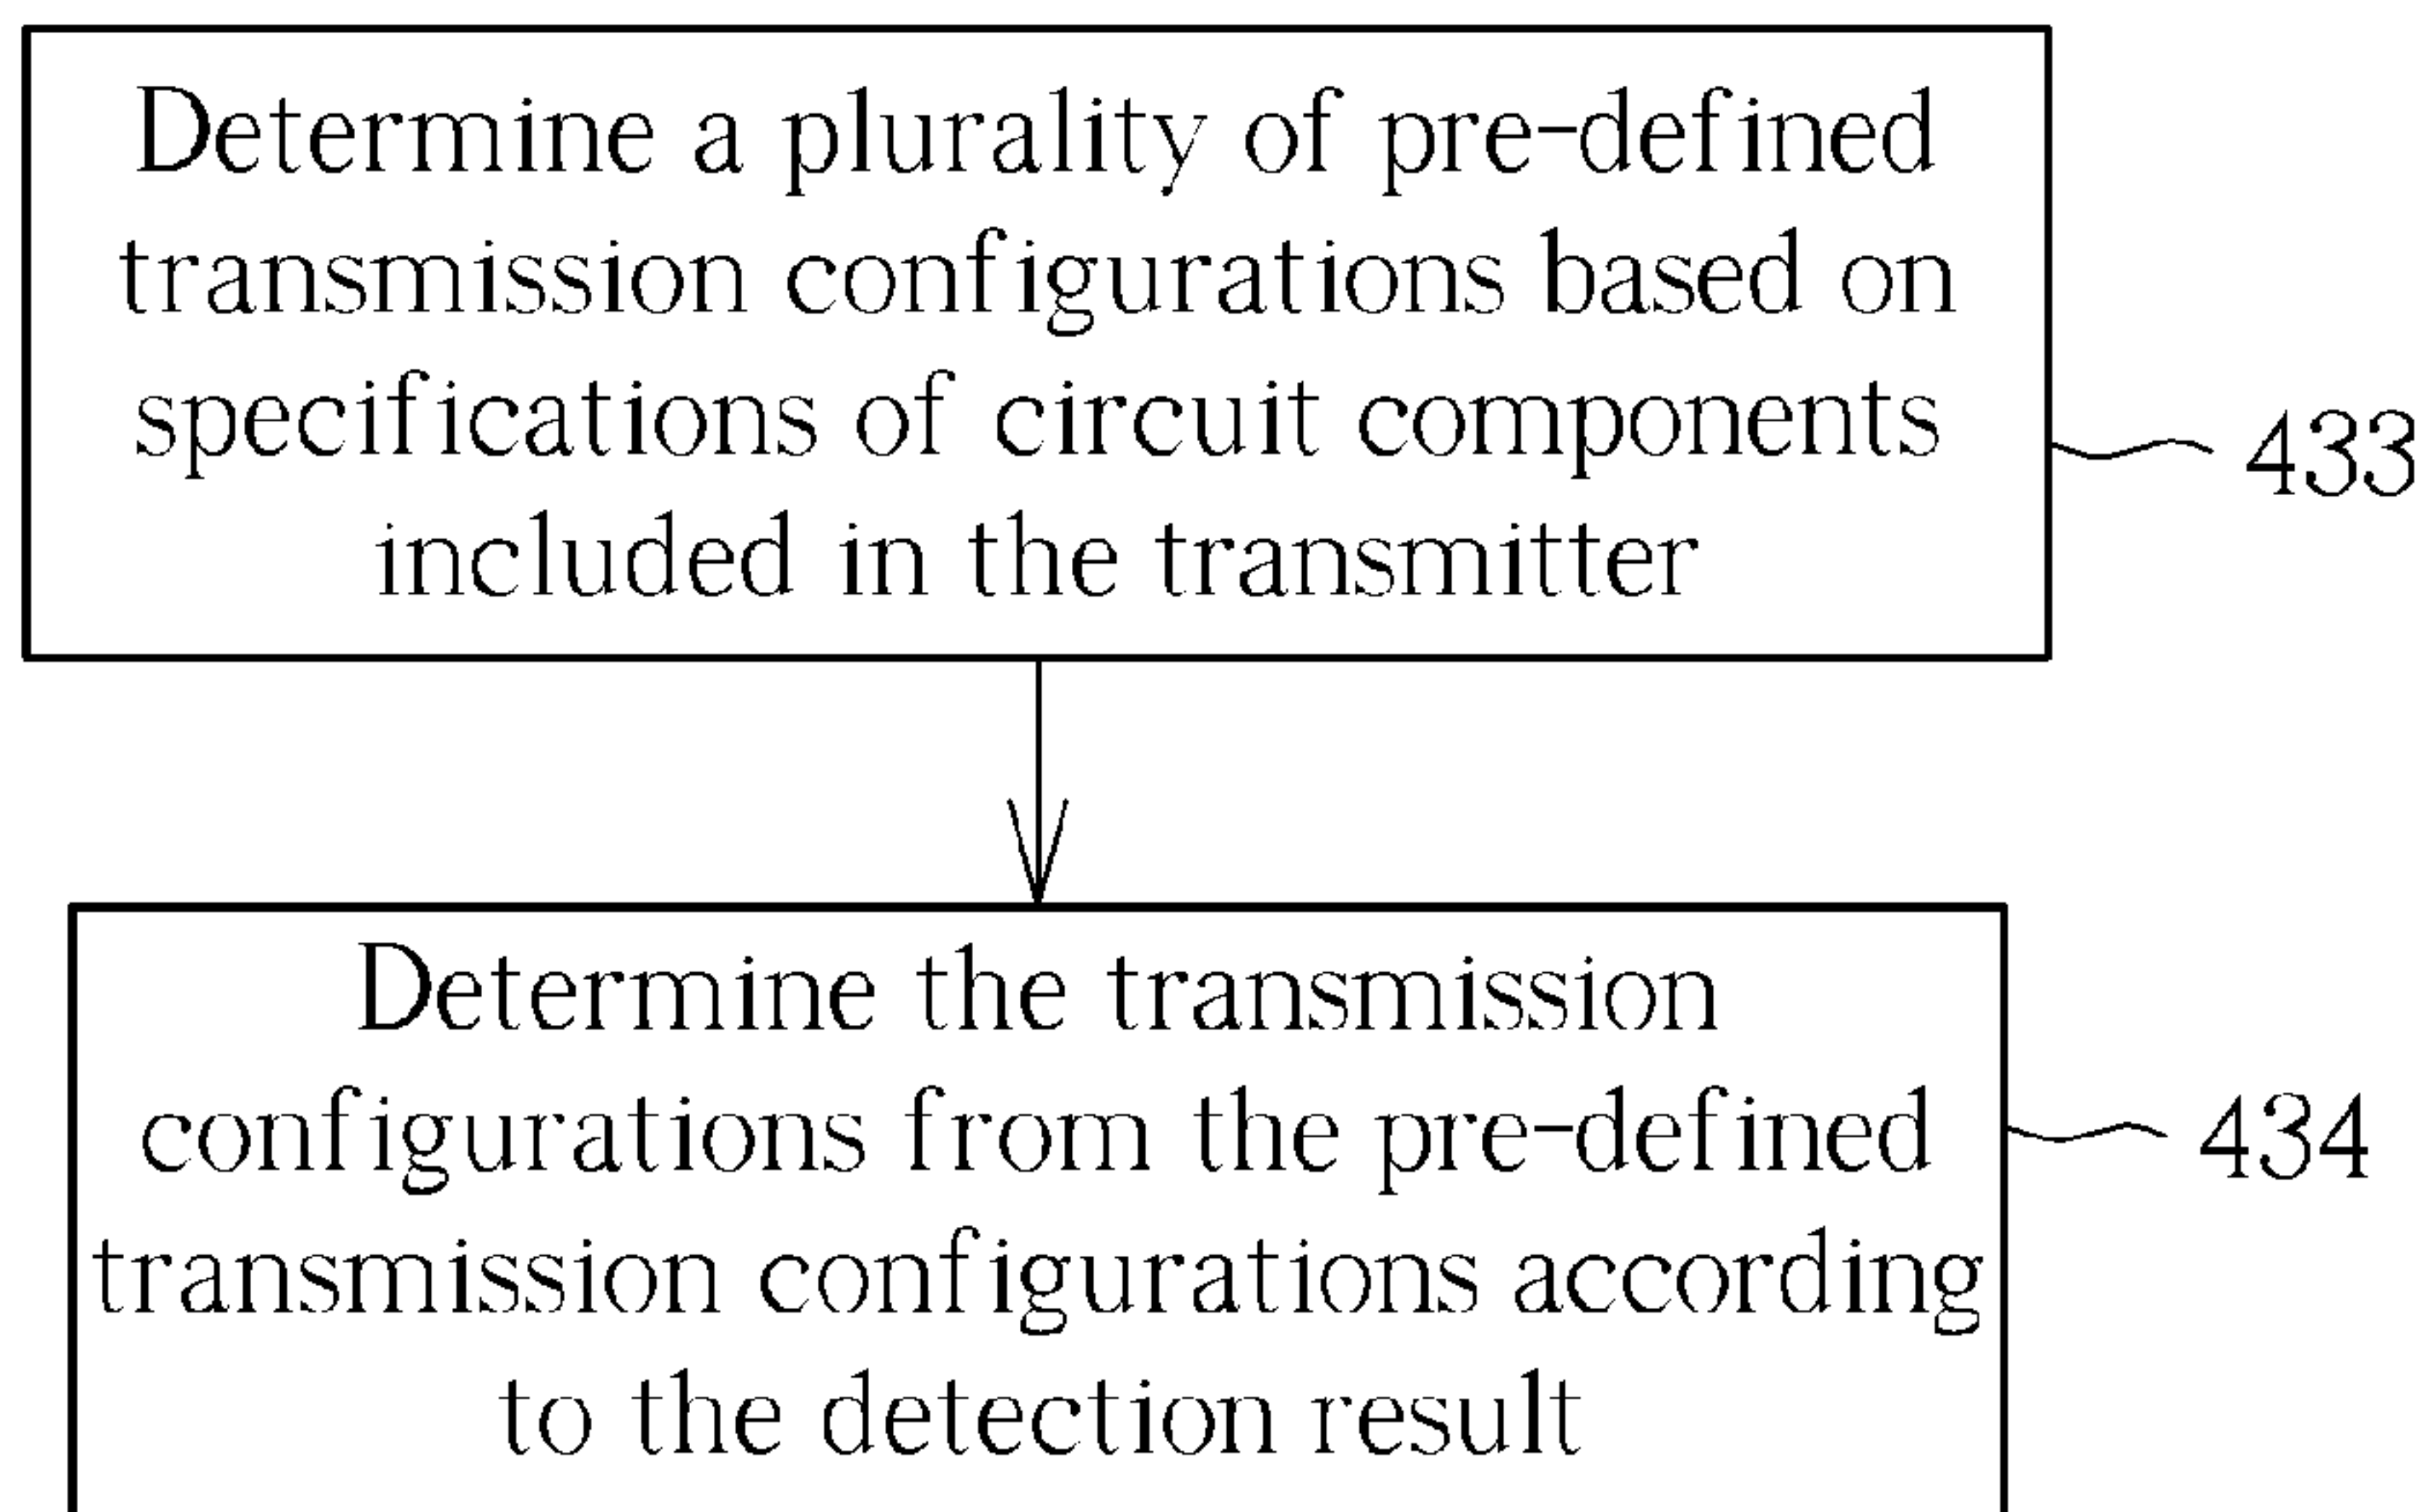 Determine a plurality of pre-defined
transmission configurations based on
specifications of circuit components
included in the transmitter
433
Determine the transmission
configurations from the pre-defined
transmission configurations according
to the detection result
434